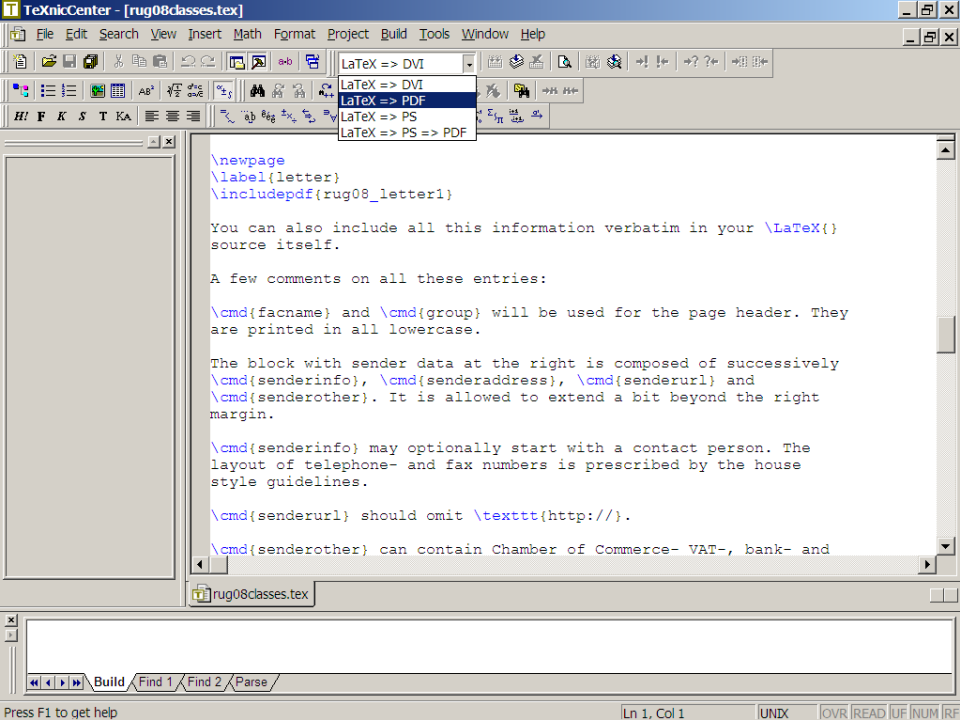 TeXnicCenter - [rug08classes.tex]
File Edit Search View Insert Math Format Project Build Tools Window Help
LaTeX => DVI
LaTeX => DVI
LaTeX => PDF
LaTeX => PS
LaTeX => PS => PDF
H! F K S T KA
\newpage
\label{letter}
\includepdf{rug08_letter1}
You can also include all this information verbatim in your \LaTeX{}
source itself.
A few comments on all these entries:
\cmd{facname} and \cmd{group} will be used for the page header. They
are printed in all lowercase.
The block with sender data at the right is composed of successively
\cmd{senderinfo}, \cmd{senderaddress}, \cmd{senderurl} and
\cmd{senderother}. It is allowed to extend a bit beyond the right
margin.
\cmd{senderinfo} may optionally start with a contact person. The
layout of telephone- and fax numbers is prescribed by the house
style guidelines.
\cmd{senderurl} should omit \texttt{http://}.
\cmd{senderother} can contain Chamber of Commerce- VAT-, bank- and
rug08classes.tex
Build Find 1 Find 2 Parse
Press F1 to get help Ln 1, Col 1 UNIX OVR READ UF NUM RF